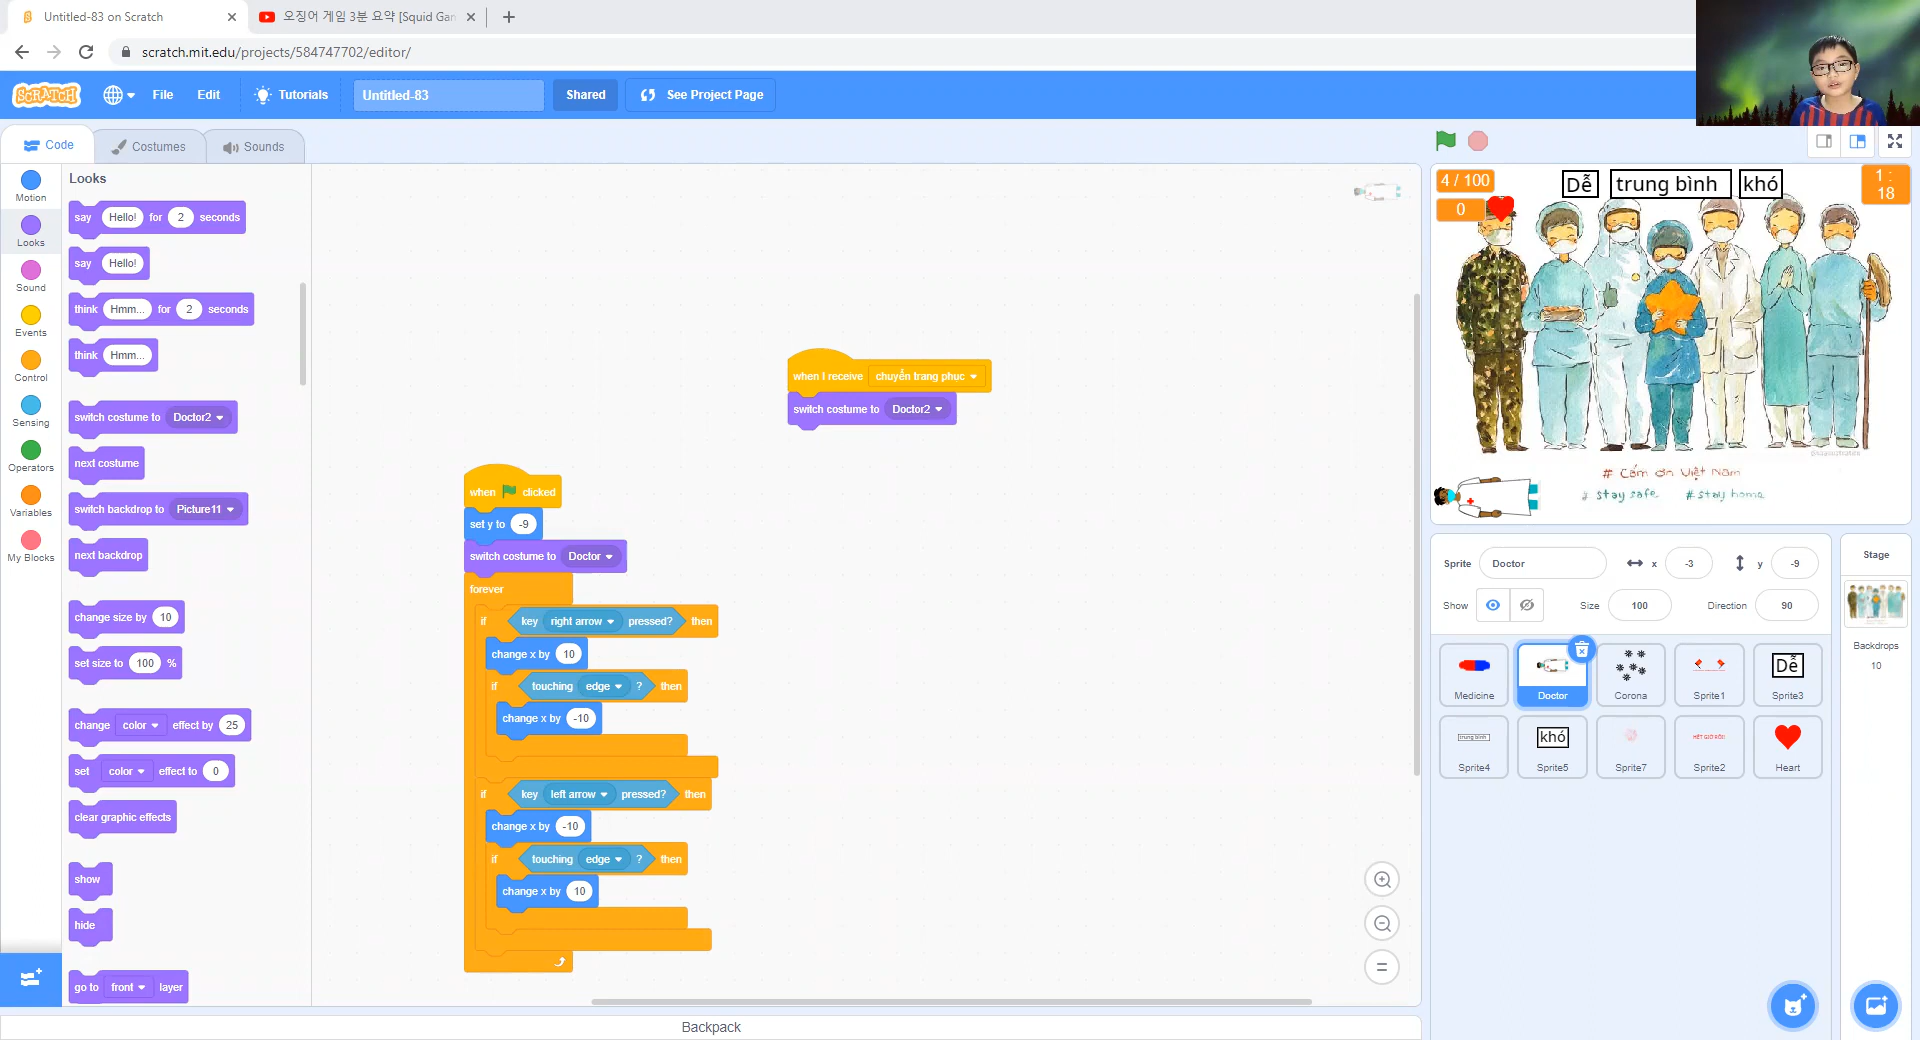 Untitled-83 on Scratch
오징어 게임 3분 요약 [Squid Gam
scratch.mit.edu/projects/584747702/editor/
SCRATCH
File
Edit
Tutorials
Untitled-83
Shared
See Project Page
Code
Costumes
Sounds
Motion
Looks
Sound
Events
Control
Sensing
Operators
Variables
My Blocks
Looks
say Hello! for 2 seconds
say Hello!
think Hmm... for 2 seconds
think Hmm...
switch costume to Doctor2
next costume
switch backdrop to Picture11
next backdrop
change size by 10
set size to 100 %
change color effect by 25
set color effect to 0
clear graphic effects
show
hide
go to front layer
when I receive chuyển trang phuc
switch costume to Doctor2
when clicked
set y to -9
switch costume to Doctor
forever
if key right arrow pressed? then
change x by 10
if touching edge ? then
change x by -10
if key left arrow pressed? then
change x by -10
if touching edge ? then
change x by 10
Backpack
4 / 100
0
Dễ
trung bình
khó
1 :
18
# Cảm ơn Việt Nam
# stay safe # stay home
Sprite Doctor x -3 y -9
Show Size 100 Direction 90
Medicine
Doctor
Corona
Sprite1
Dễ
Sprite3
trung bình
Sprite4
khó
Sprite5
Sprite7
HẾT GIỜ RỒI!
Sprite2
Heart
Stage
Backdrops
10